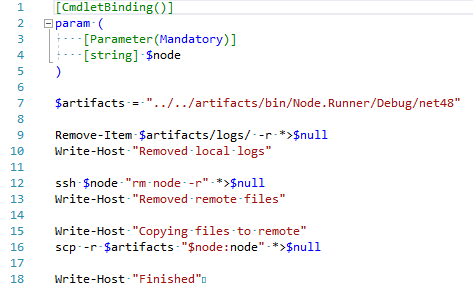 1 [CmdletBinding()]
2 param (
3 [Parameter(Mandatory)]
4 [string] $node
5 )
6
7 $artifacts = "../../artifacts/bin/Node.Runner/Debug/net48"
8
9 Remove-Item $artifacts/logs/ -r *>$null
10 Write-Host "Removed local logs"
11
12 ssh $node "rm node -r" *>$null
13 Write-Host "Removed remote files"
14
15 Write-Host "Copying files to remote"
16 scp -r $artifacts "$node:node" *>$null
17
18 Write-Host "Finished"